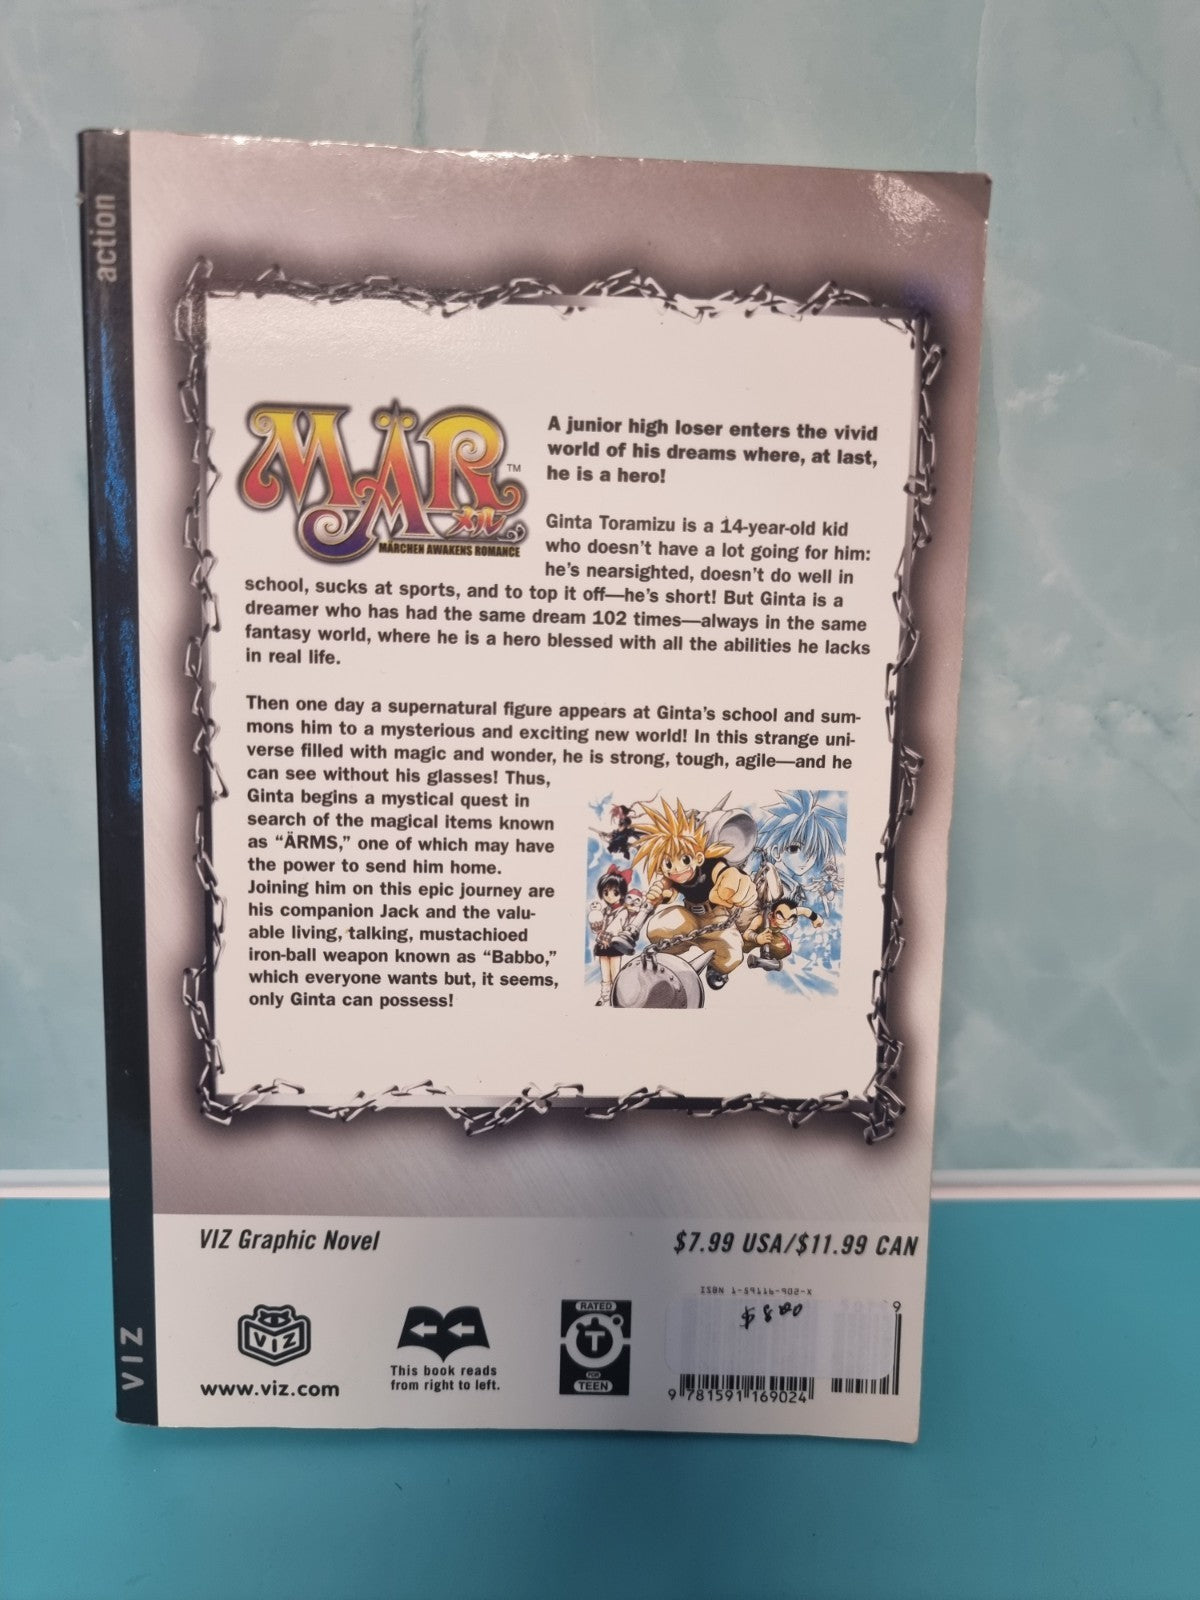 action
MÄR
™
メル
MÄRCHEN AWAKENS ROMANCE
A junior high loser enters the vivid
world of his dreams where, at last,
he is a hero!
Ginta Toramizu is a 14-year-old kid
who doesn't have a lot going for him:
he's nearsighted, doesn't do well in
school, sucks at sports, and to top it off—he's short! But Ginta is a
dreamer who has had the same dream 102 times—always in the same
fantasy world, where he is a hero blessed with all the abilities he lacks
in real life.
Then one day a supernatural figure appears at Ginta's school and sum-
mons him to a mysterious and exciting new world! In this strange uni-
verse filled with magic and wonder, he is strong, tough, agile—and he
can see without his glasses! Thus,
Ginta begins a mystical quest in
search of the magical items known
as "ÄRMS," one of which may have
the power to send him home.
Joining him on this epic journey are
his companion Jack and the valu-
able living, talking, mustachioed
iron-ball weapon known as "Babbo,"
which everyone wants but, it seems,
only Ginta can possess!
VIZ Graphic Novel
$7.99 USA/$11.99 CAN
VIZ
VIZ
www.viz.com
This book reads
from right to left.
RATED
T
FOR
TEEN
ISBN 1-59116-902-X
9 781591 169024